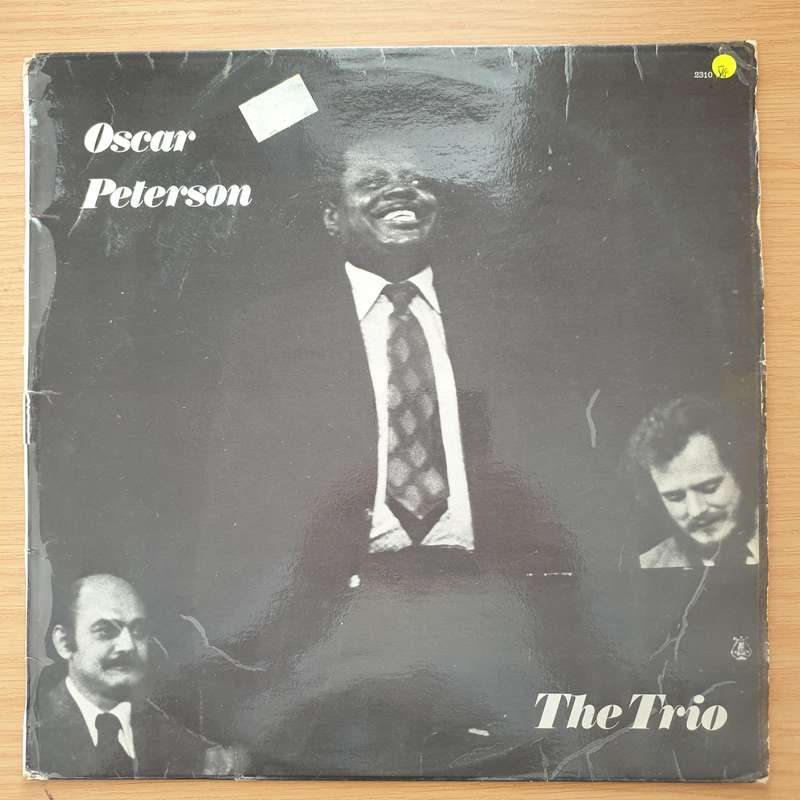 2310
Oscar
Peterson
The Trio